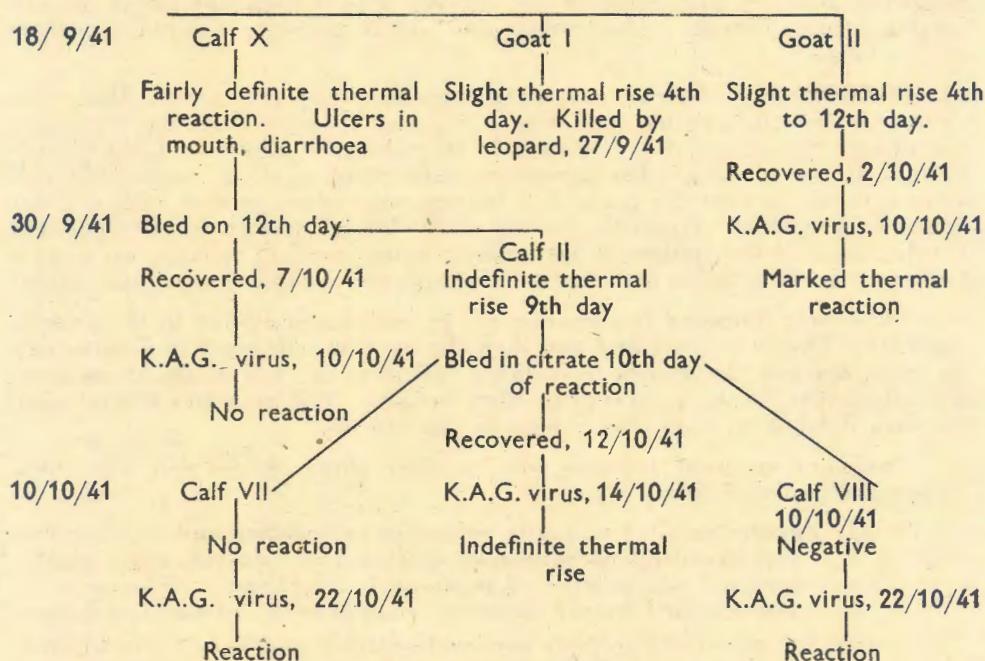 18/ 9/41 Calf X Goat I Goat II
Fairly definite thermal Slight thermal rise 4th Slight thermal rise 4th
reaction. Ulcers in day. Killed by to 12th day.
mouth, diarrhoea leopard, 27/9/41
Recovered, 2/10/41
30/ 9/41 Bled on 12th day K.A.G. virus, 10/10/41
Calf II
Recovered, 7/10/41 Indefinite thermal Marked thermal
rise 9th day reaction
K.A.G. virus, 10/10/41 Bled in citrate 10th day
of reaction
No reaction
Recovered, 12/10/41
10/10/41 Calf VII K.A.G. virus, 14/10/41 Calf VIII
10/10/41
No reaction Indefinite thermal Negative
rise
K.A.G. virus, 22/10/41 K.A.G. virus, 22/10/41
Reaction Reaction